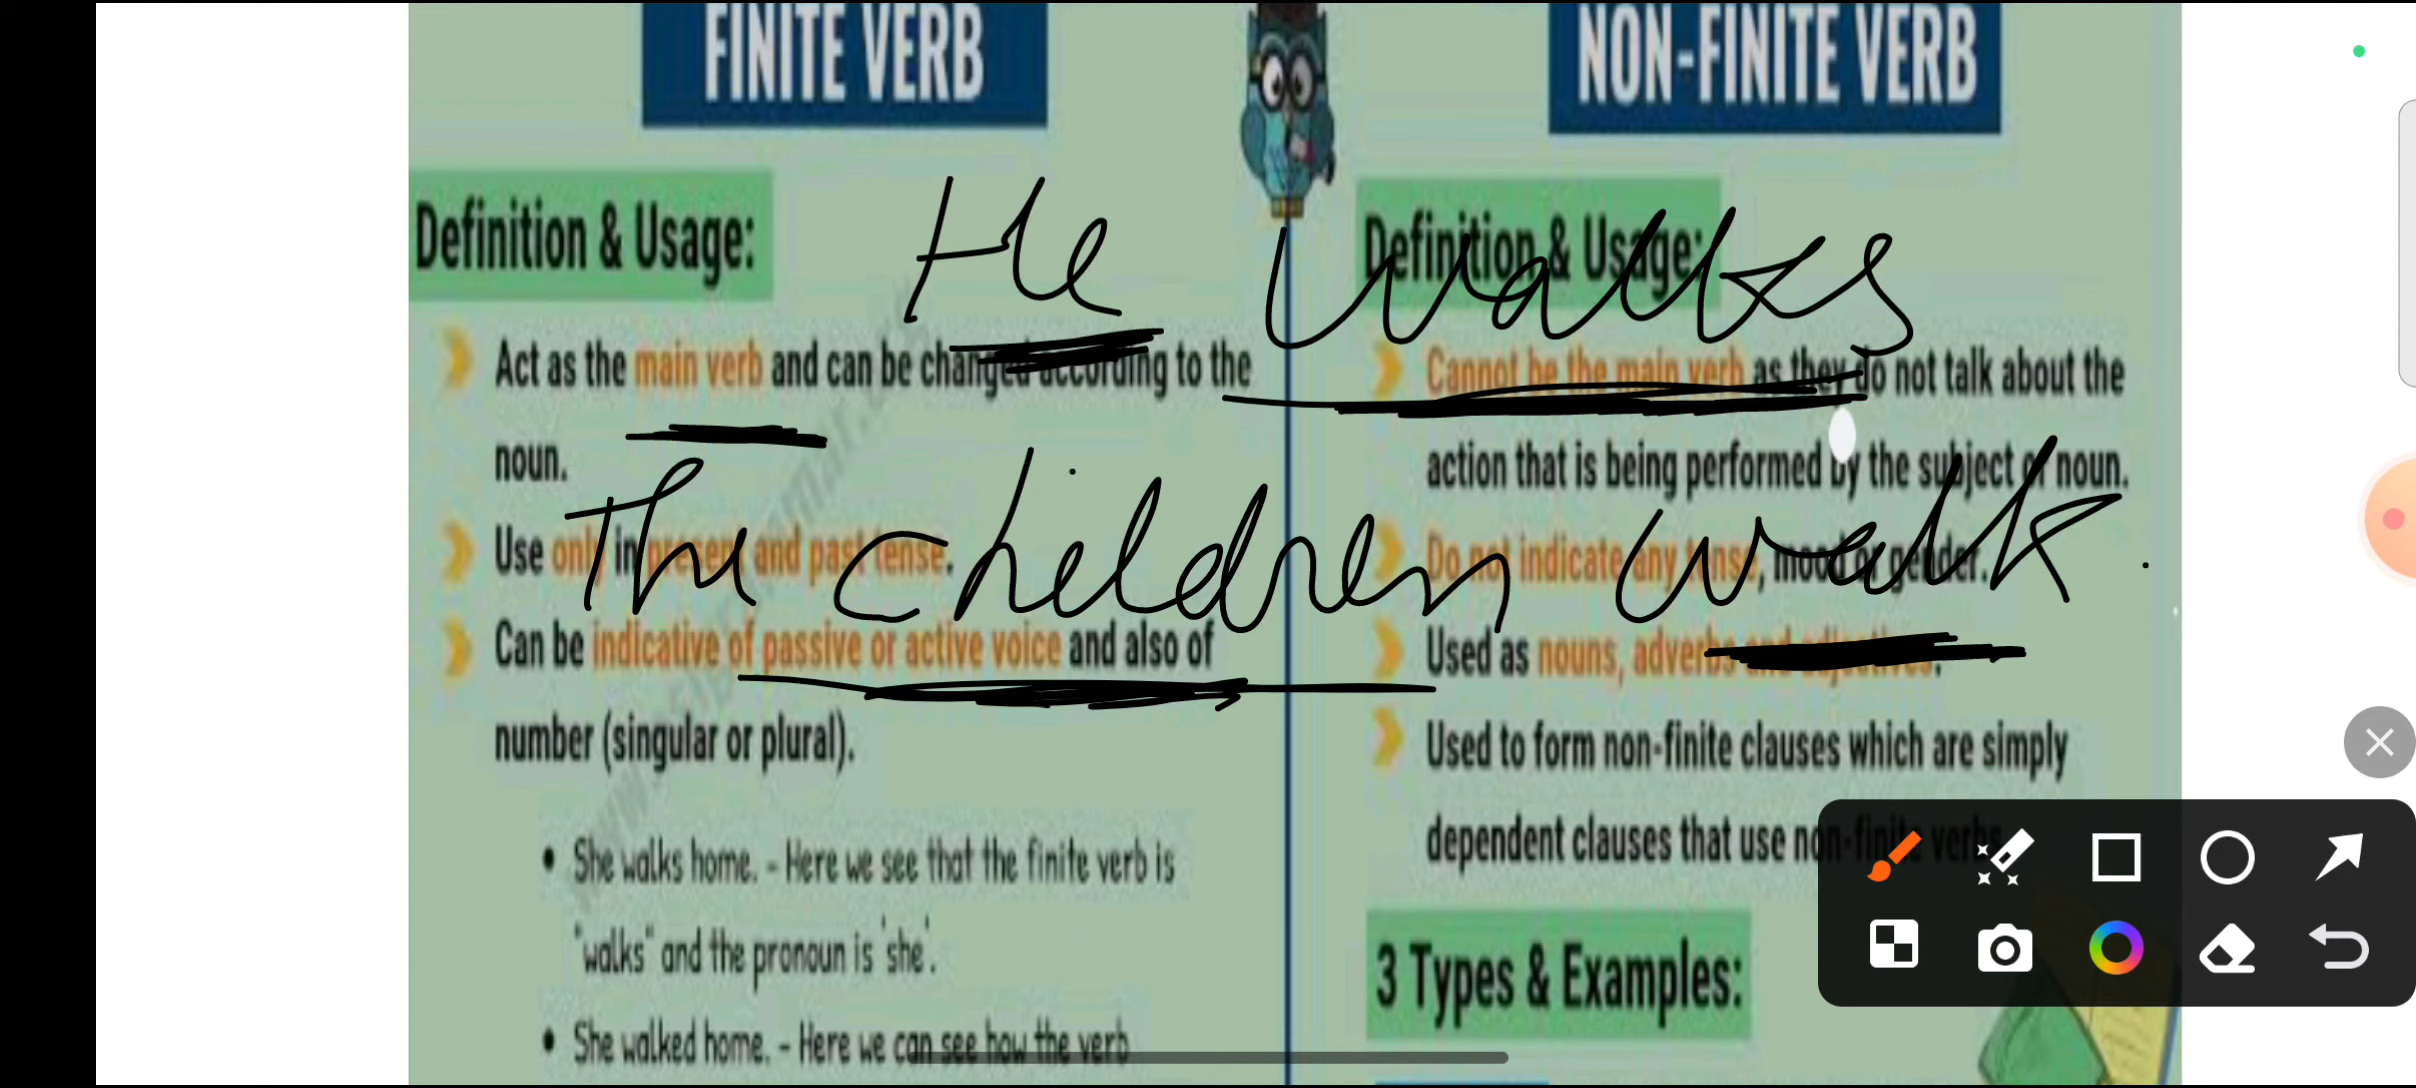 FINITE VERB
NON-FINITE VERB
Definition & Usage:
He walks
Act as the main verb and can be changed according to the
noun.
The children walk.
Use only in present and past tense.
Can be indicative of passive or active voice and also of
number (singular or plural).
• She walks home. - Here we see that the finite verb is
"walks" and the pronoun is 'she'.
• She walked home. - Here we can see how the verb
Definition & Usage:
Cannot be the main verb as they do not talk about the
action that is being performed by the subject or noun.
Do not indicate any tense, mood or gender.
Used as nouns, adverbs and adjectives.
Used to form non-finite clauses which are simply
dependent clauses that use non-finite verbs
3 Types & Examples: